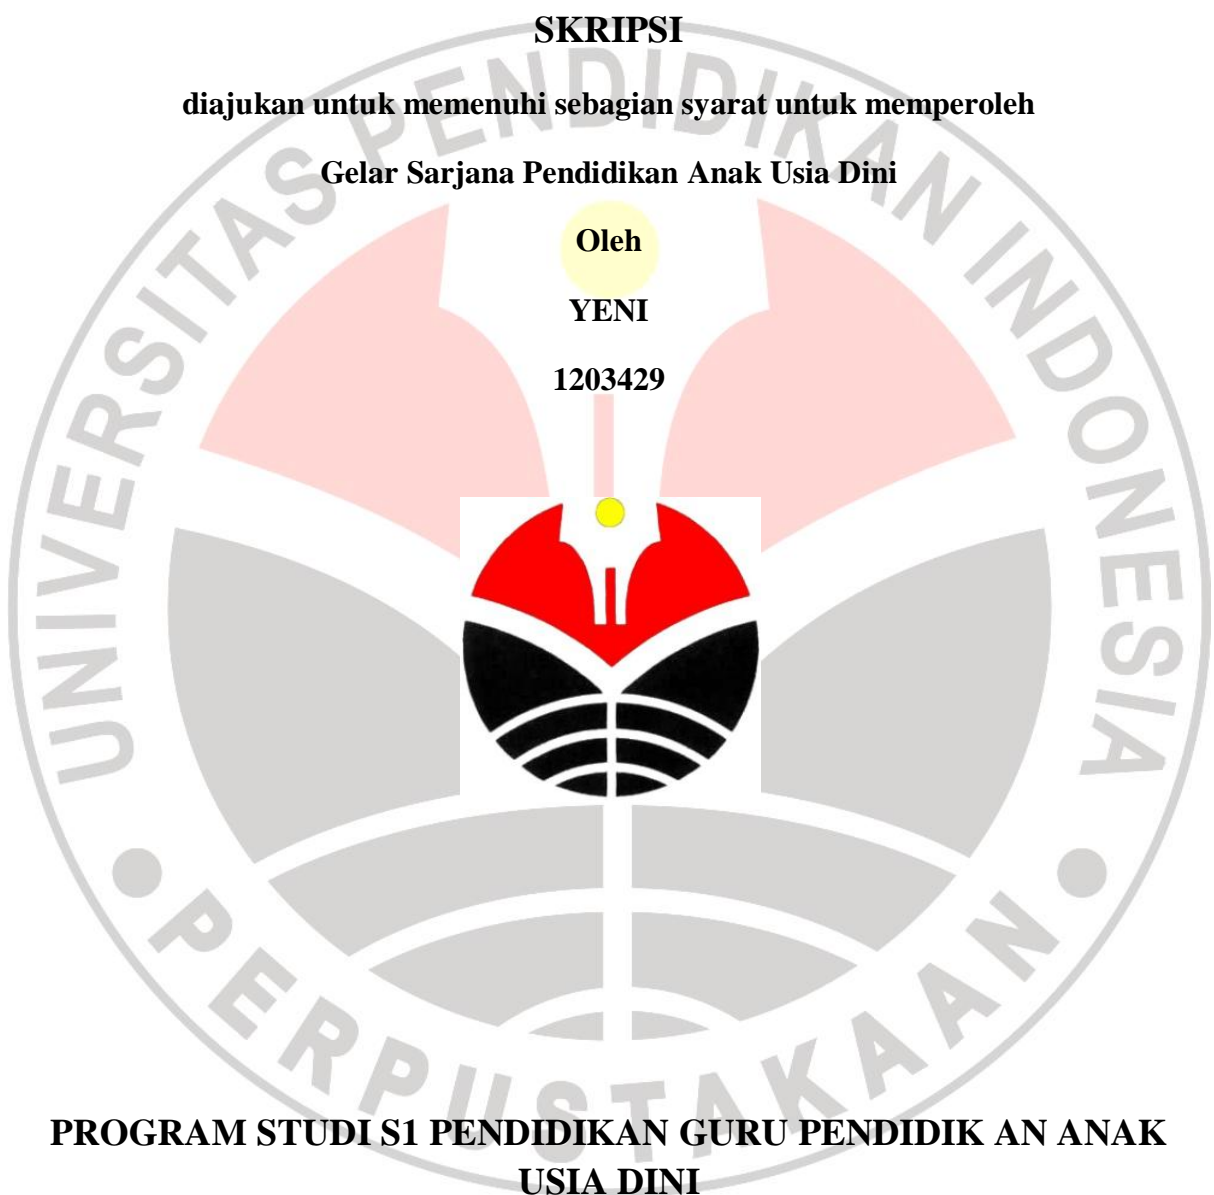 SKRIPSI
diajukan untuk memenuhi sebagian syarat untuk memperoleh
Gelar Sarjana Pendidikan Anak Usia Dini
Oleh
YENI
1203429
UNIVERSITAS PENDIDIKAN INDONESIA
PERPUSTAKAAN
PROGRAM STUDI S1 PENDIDIKAN GURU PENDIDIK AN ANAK
USIA DINI